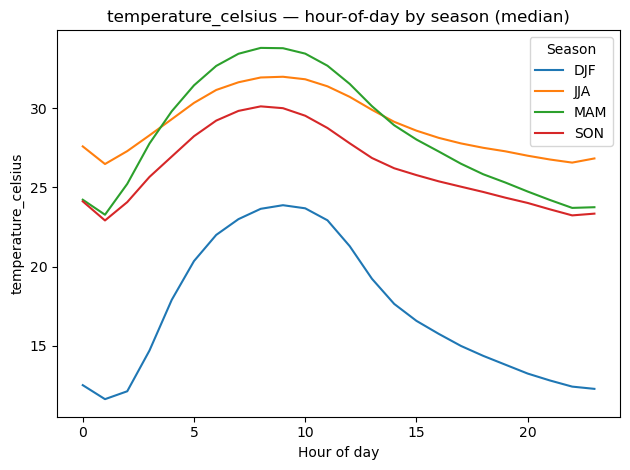 temperature_celsius — hour-of-day by season (median)
Season
DJF
JJA
MAM
SON
temperature_celsius
30
25
20
15
0 5 10 15 20
Hour of day